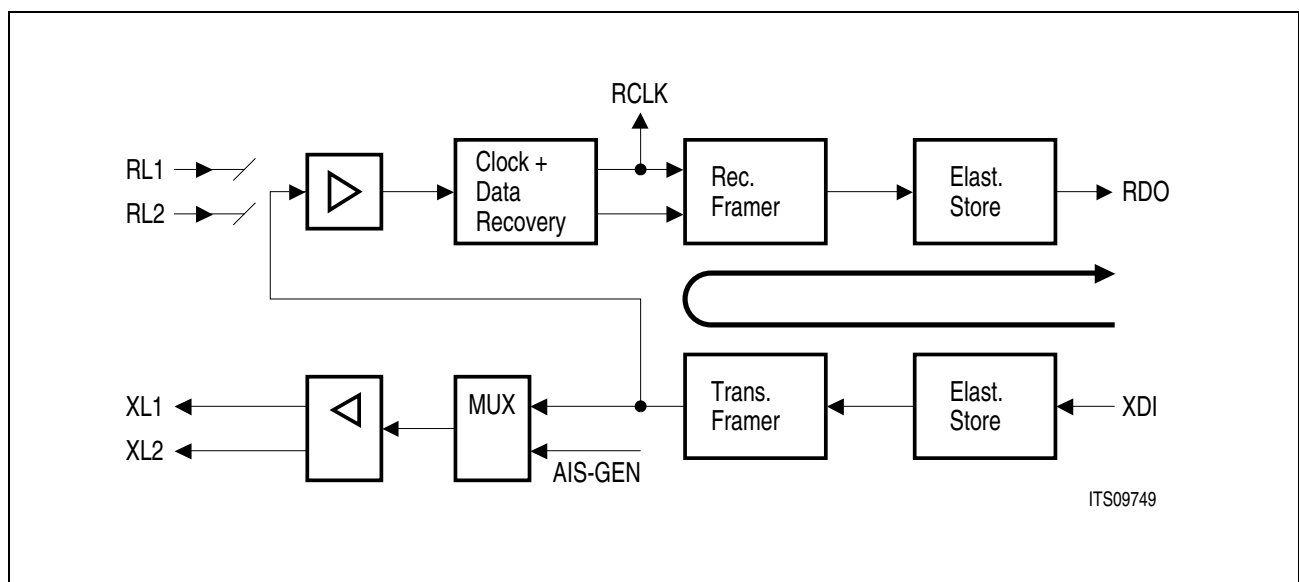 RCLK
RL1
RL2
Clock +
Data
Recovery
Rec.
Framer
Elast.
Store
RDO
XL1
XL2
MUX
AIS-GEN
Trans.
Framer
Elast.
Store
XDI
ITS09749